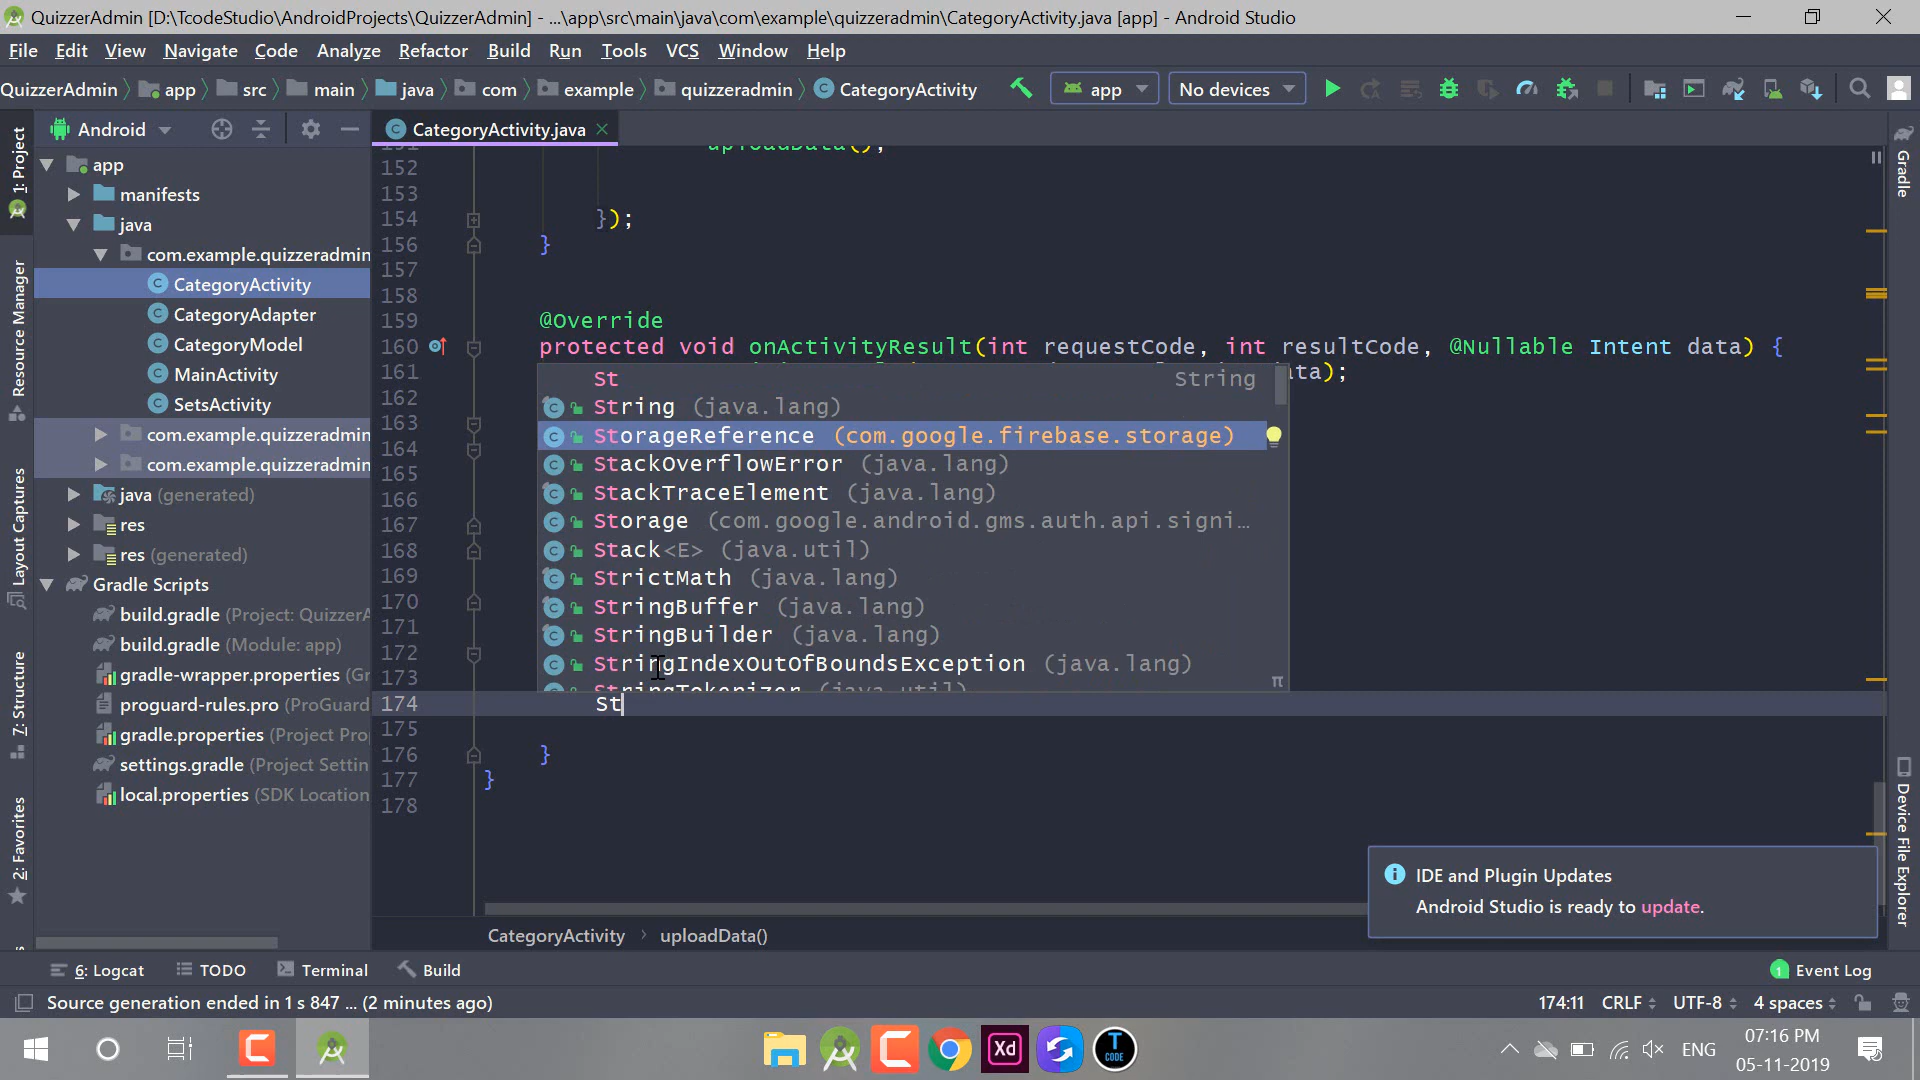 QuizzerAdmin [D:\TcodeStudio\AndroidProjects\QuizzerAdmin] - ...\app\src\main\java\com\example\quizzeradmin\CategoryActivity.java [app] - Android Studio
File Edit View Navigate Code Analyze Refactor Build Run Tools VCS Window Help
QuizzerAdmin app src main java com example quizzeradmin CategoryActivity app No devices
Android
CategoryActivity.java
1: Project
Resource Manager
Layout Captures
7: Structure
2: Favorites
app
manifests
java
com.example.quizzeradmin
CategoryActivity
CategoryAdapter
CategoryModel
MainActivity
SetsActivity
com.example.quizzeradmin
com.example.quizzeradmin
java (generated)
res
res (generated)
Gradle Scripts
build.gradle (Project: QuizzerA
build.gradle (Module: app)
gradle-wrapper.properties (Gradle
proguard-rules.pro (ProGuard
gradle.properties (Project Pro
settings.gradle (Project Settin
local.properties (SDK Location
151 uploadData();
152
153
154 });
156 }
157
158
159 @Override
160 protected void onActivityResult(int requestCode, int resultCode, @Nullable Intent data) {
161 ata);
162
163
164
165
166
167
168
169
170
171
172
173
174 St
175
176 }
177 }
178
St String
String (java.lang)
StorageReference (com.google.firebase.storage)
StackOverflowError (java.lang)
StackTraceElement (java.lang)
Storage (com.google.android.gms.auth.api.signi...
Stack<E> (java.util)
StrictMath (java.lang)
StringBuffer (java.lang)
StringBuilder (java.lang)
StringIndexOutOfBoundsException (java.lang)
StringTokenizer (java.util)
π
Gradle
Device File Explorer
IDE and Plugin Updates
Android Studio is ready to update.
CategoryActivity uploadData()
6: Logcat TODO Terminal Build 1 Event Log
Source generation ended in 1 s 847 ... (2 minutes ago) 174:11 CRLF UTF-8 4 spaces
Xd T CODE ENG
07:16 PM
05-11-2019